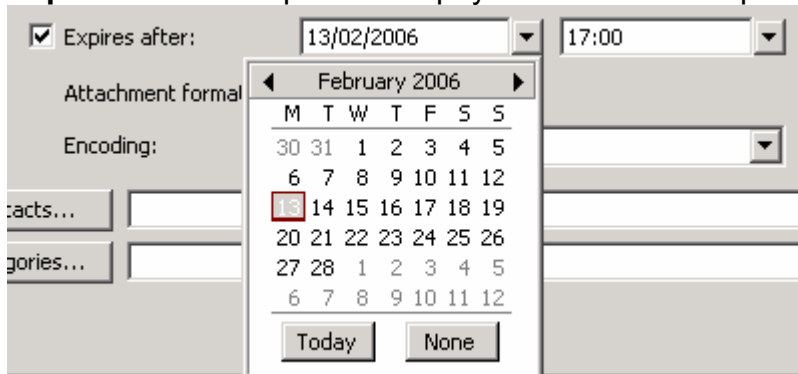 Expires after: 13/02/2006 17:00
Attachment format
February 2006
M T W T F S S
Encoding:
30 31 1 2 3 4 5
6 7 8 9 10 11 12
tacts...
13 14 15 16 17 18 19
20 21 22 23 24 25 26
gories...
27 28 1 2 3 4 5
6 7 8 9 10 11 12
Today None